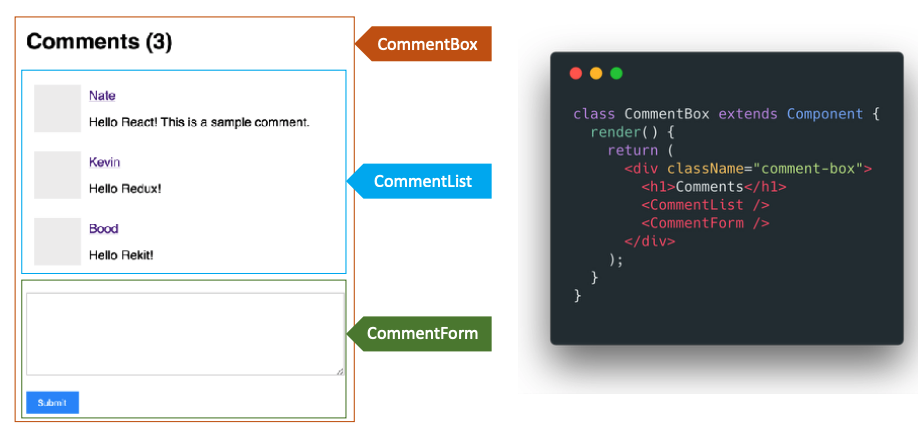 Comments (3)
CommentBox
Nate
Hello React! This is a sample comment.
Kevin
Hello Redux!
CommentList
Bood
Hello Rekit!
CommentForm
Submit
class CommentBox extends Component {
  render() {
    return (
      <div className="comment-box">
        <h1>Comments</h1>
        <CommentList />
        <CommentForm />
      </div>
    );
  }
}